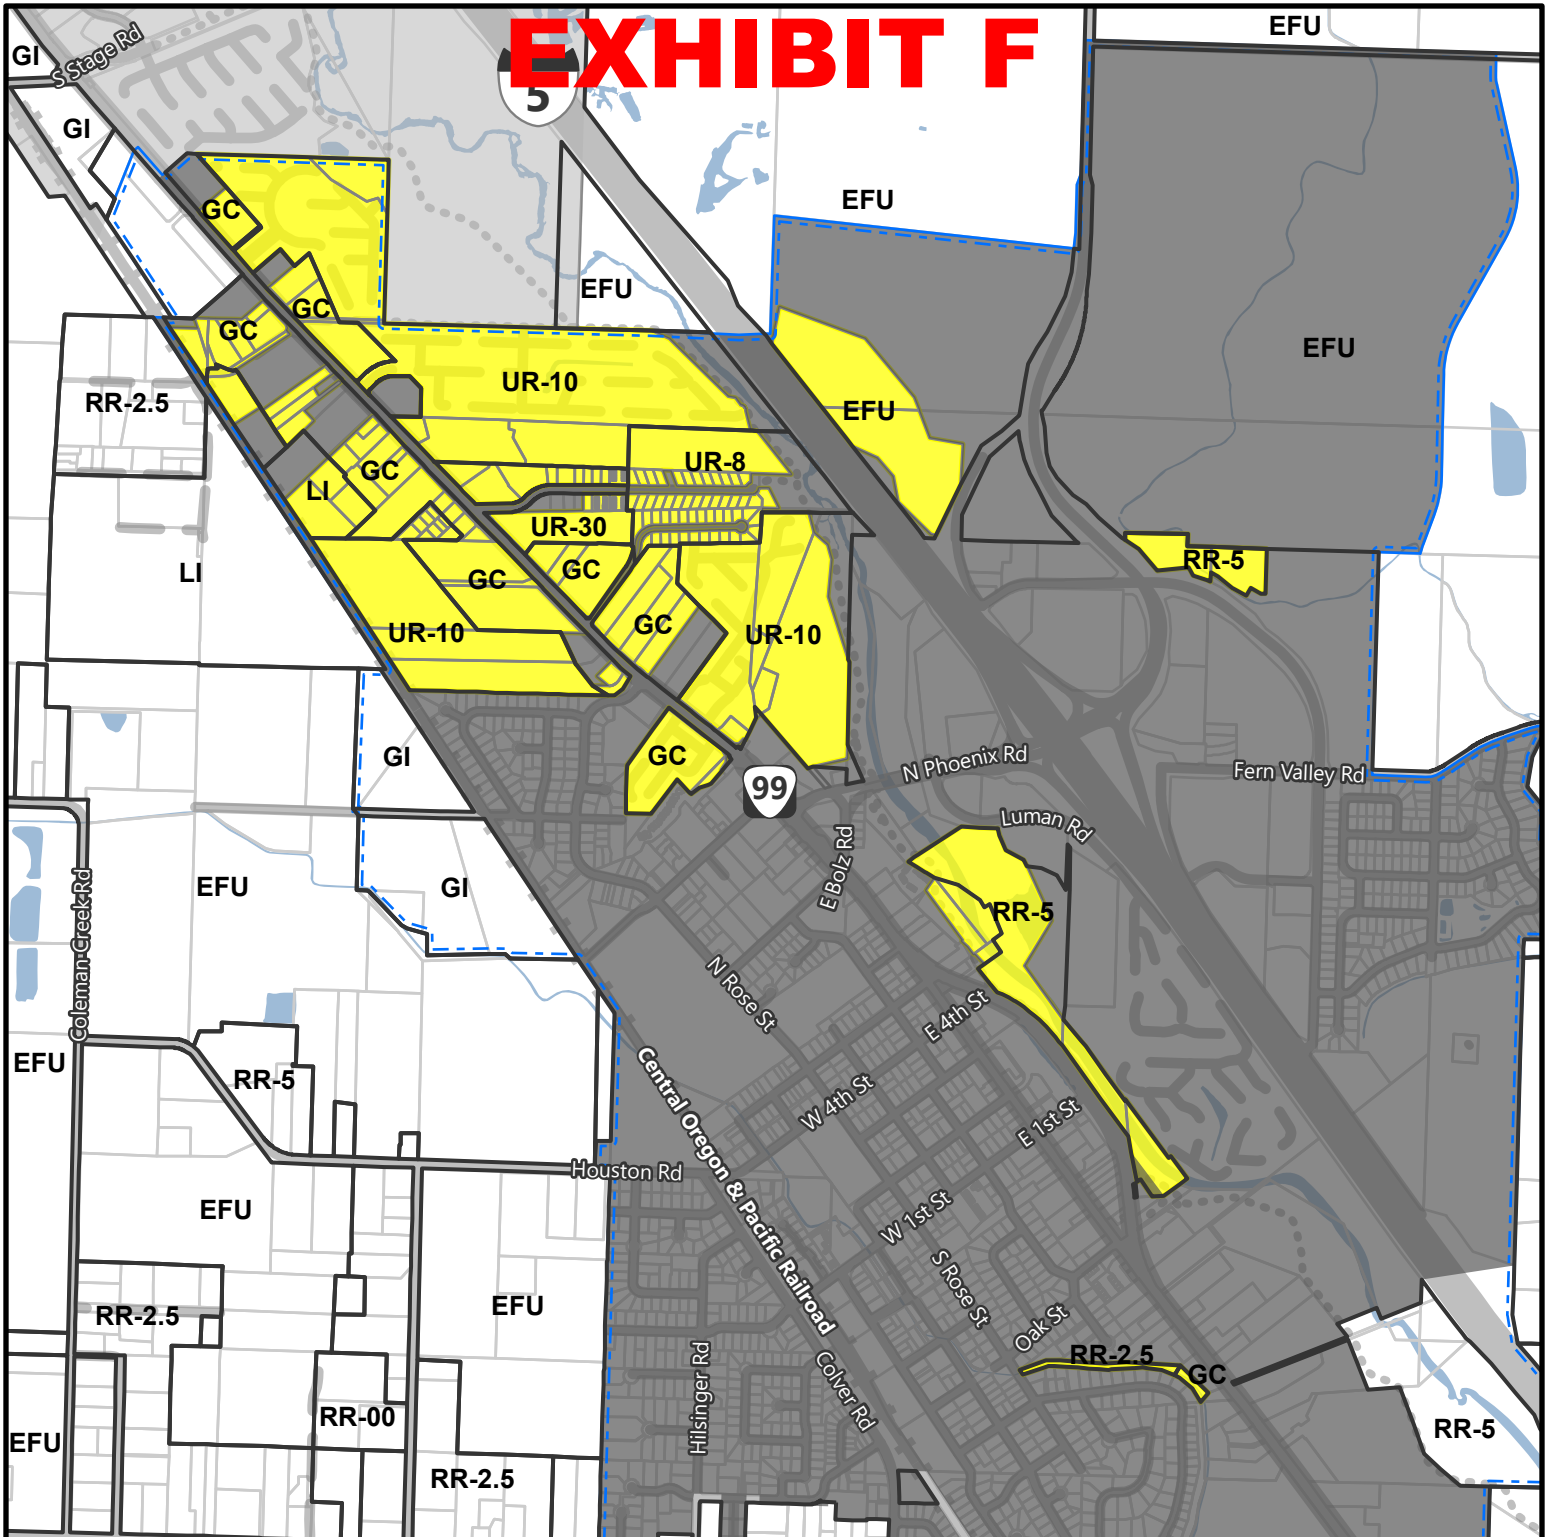 EXHIBIT F
EFU
GI
S Stage Rd
5
GI
EFU
GC
EFU
GC
GC
EFU
UR-10
RR-2.5
EFU
UR-8
GC
LI
UR-30
RR-5
GC
LI
GC
GC
UR-10
UR-10
GC
GI
N Phoenix Rd
Fern Valley Rd
99
Luman Rd
E Bolz Rd
EFU
GI
RR-5
Coleman Creek Rd
N Rose St
E 4th St
EFU
RR-5
W 4th St
E 1st St
Central Oregon & Pacific Railroad
Houston Rd
EFU
W 1st St
S Rose St
EFU
RR-2.5
Oak St
RR-2.5
GC
Hilsinger Rd
Colver Rd
RR-00
EFU
RR-5
RR-2.5